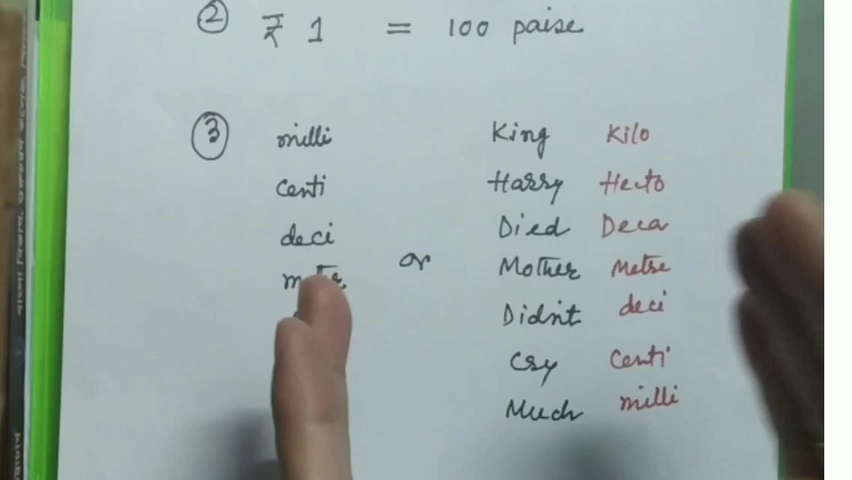 ② ₹ 1 = 100 paise
③ milli King Kilo
centi Harry Hecto
deci Died Deca
or Mother Metre
Didn't deci
Cry Centi
Much milli